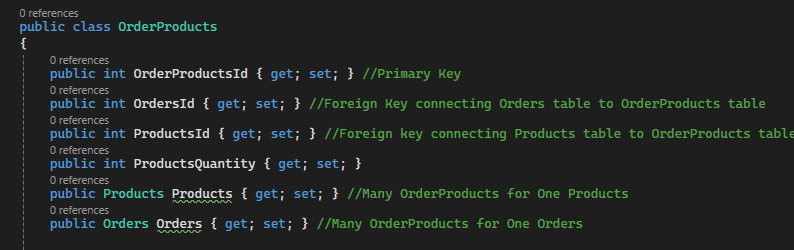 0 references
public class OrderProducts
{
0 references
public int OrderProductsId { get; set; } //Primary Key
0 references
public int OrdersId { get; set; } //Foreign Key connecting Orders table to OrderProducts table
0 references
public int ProductsId { get; set; } //Foreign key connecting Products table to OrderProducts table
0 references
public int ProductsQuantity { get; set; }
0 references
public Products Products { get; set; } //Many OrderProducts for One Products
0 references
public Orders Orders { get; set; } //Many OrderProducts for One Orders